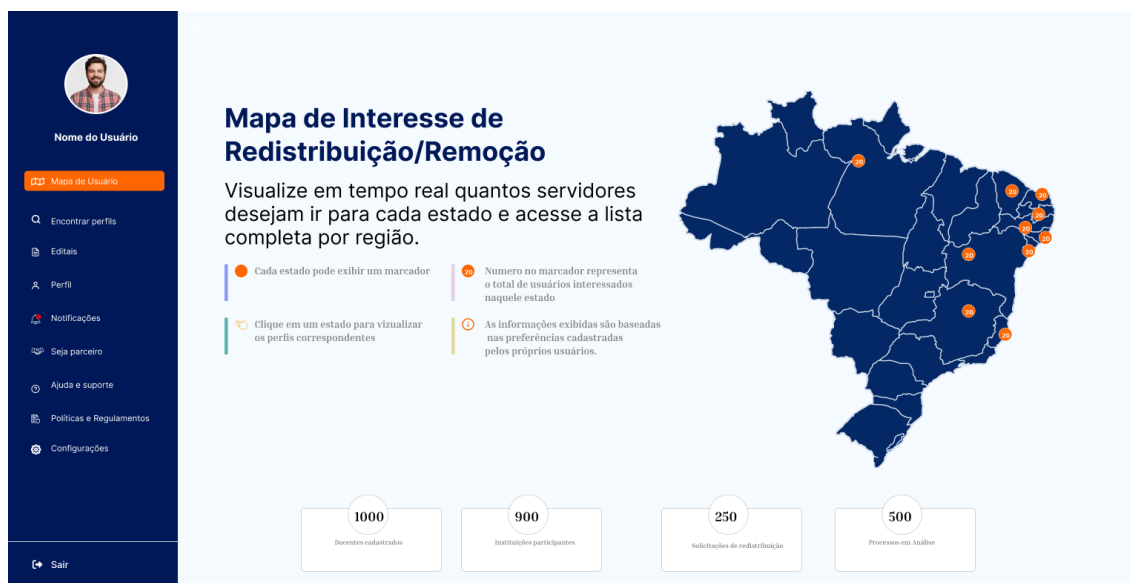 Nome do Usuário
Mapa de Usuário
Encontrar perfils
Editais
Perfil
Notificações
Seja parceiro
Ajuda e suporte
Políticas e Regulamentos
Configurações
Sair
Mapa de Interesse de
Redistribuição/Remoção
Visualize em tempo real quantos servidores
desejam ir para cada estado e acesse a lista
completa por região.
Cada estado pode exibir um marcador
20
Numero no marcador representa
o total de usuários interessados
naquele estado
Clique em um estado para vizualizar
os perfis correspondentes
i
As informações exibidas são baseadas
nas preferências cadastradas
pelos próprios usuários.
20
20
20
20
20
20
20
20
20
20
1000
Docentes cadastrados
900
Instituições participantes
250
Solicitações de redistribuição
500
Processos em Análise